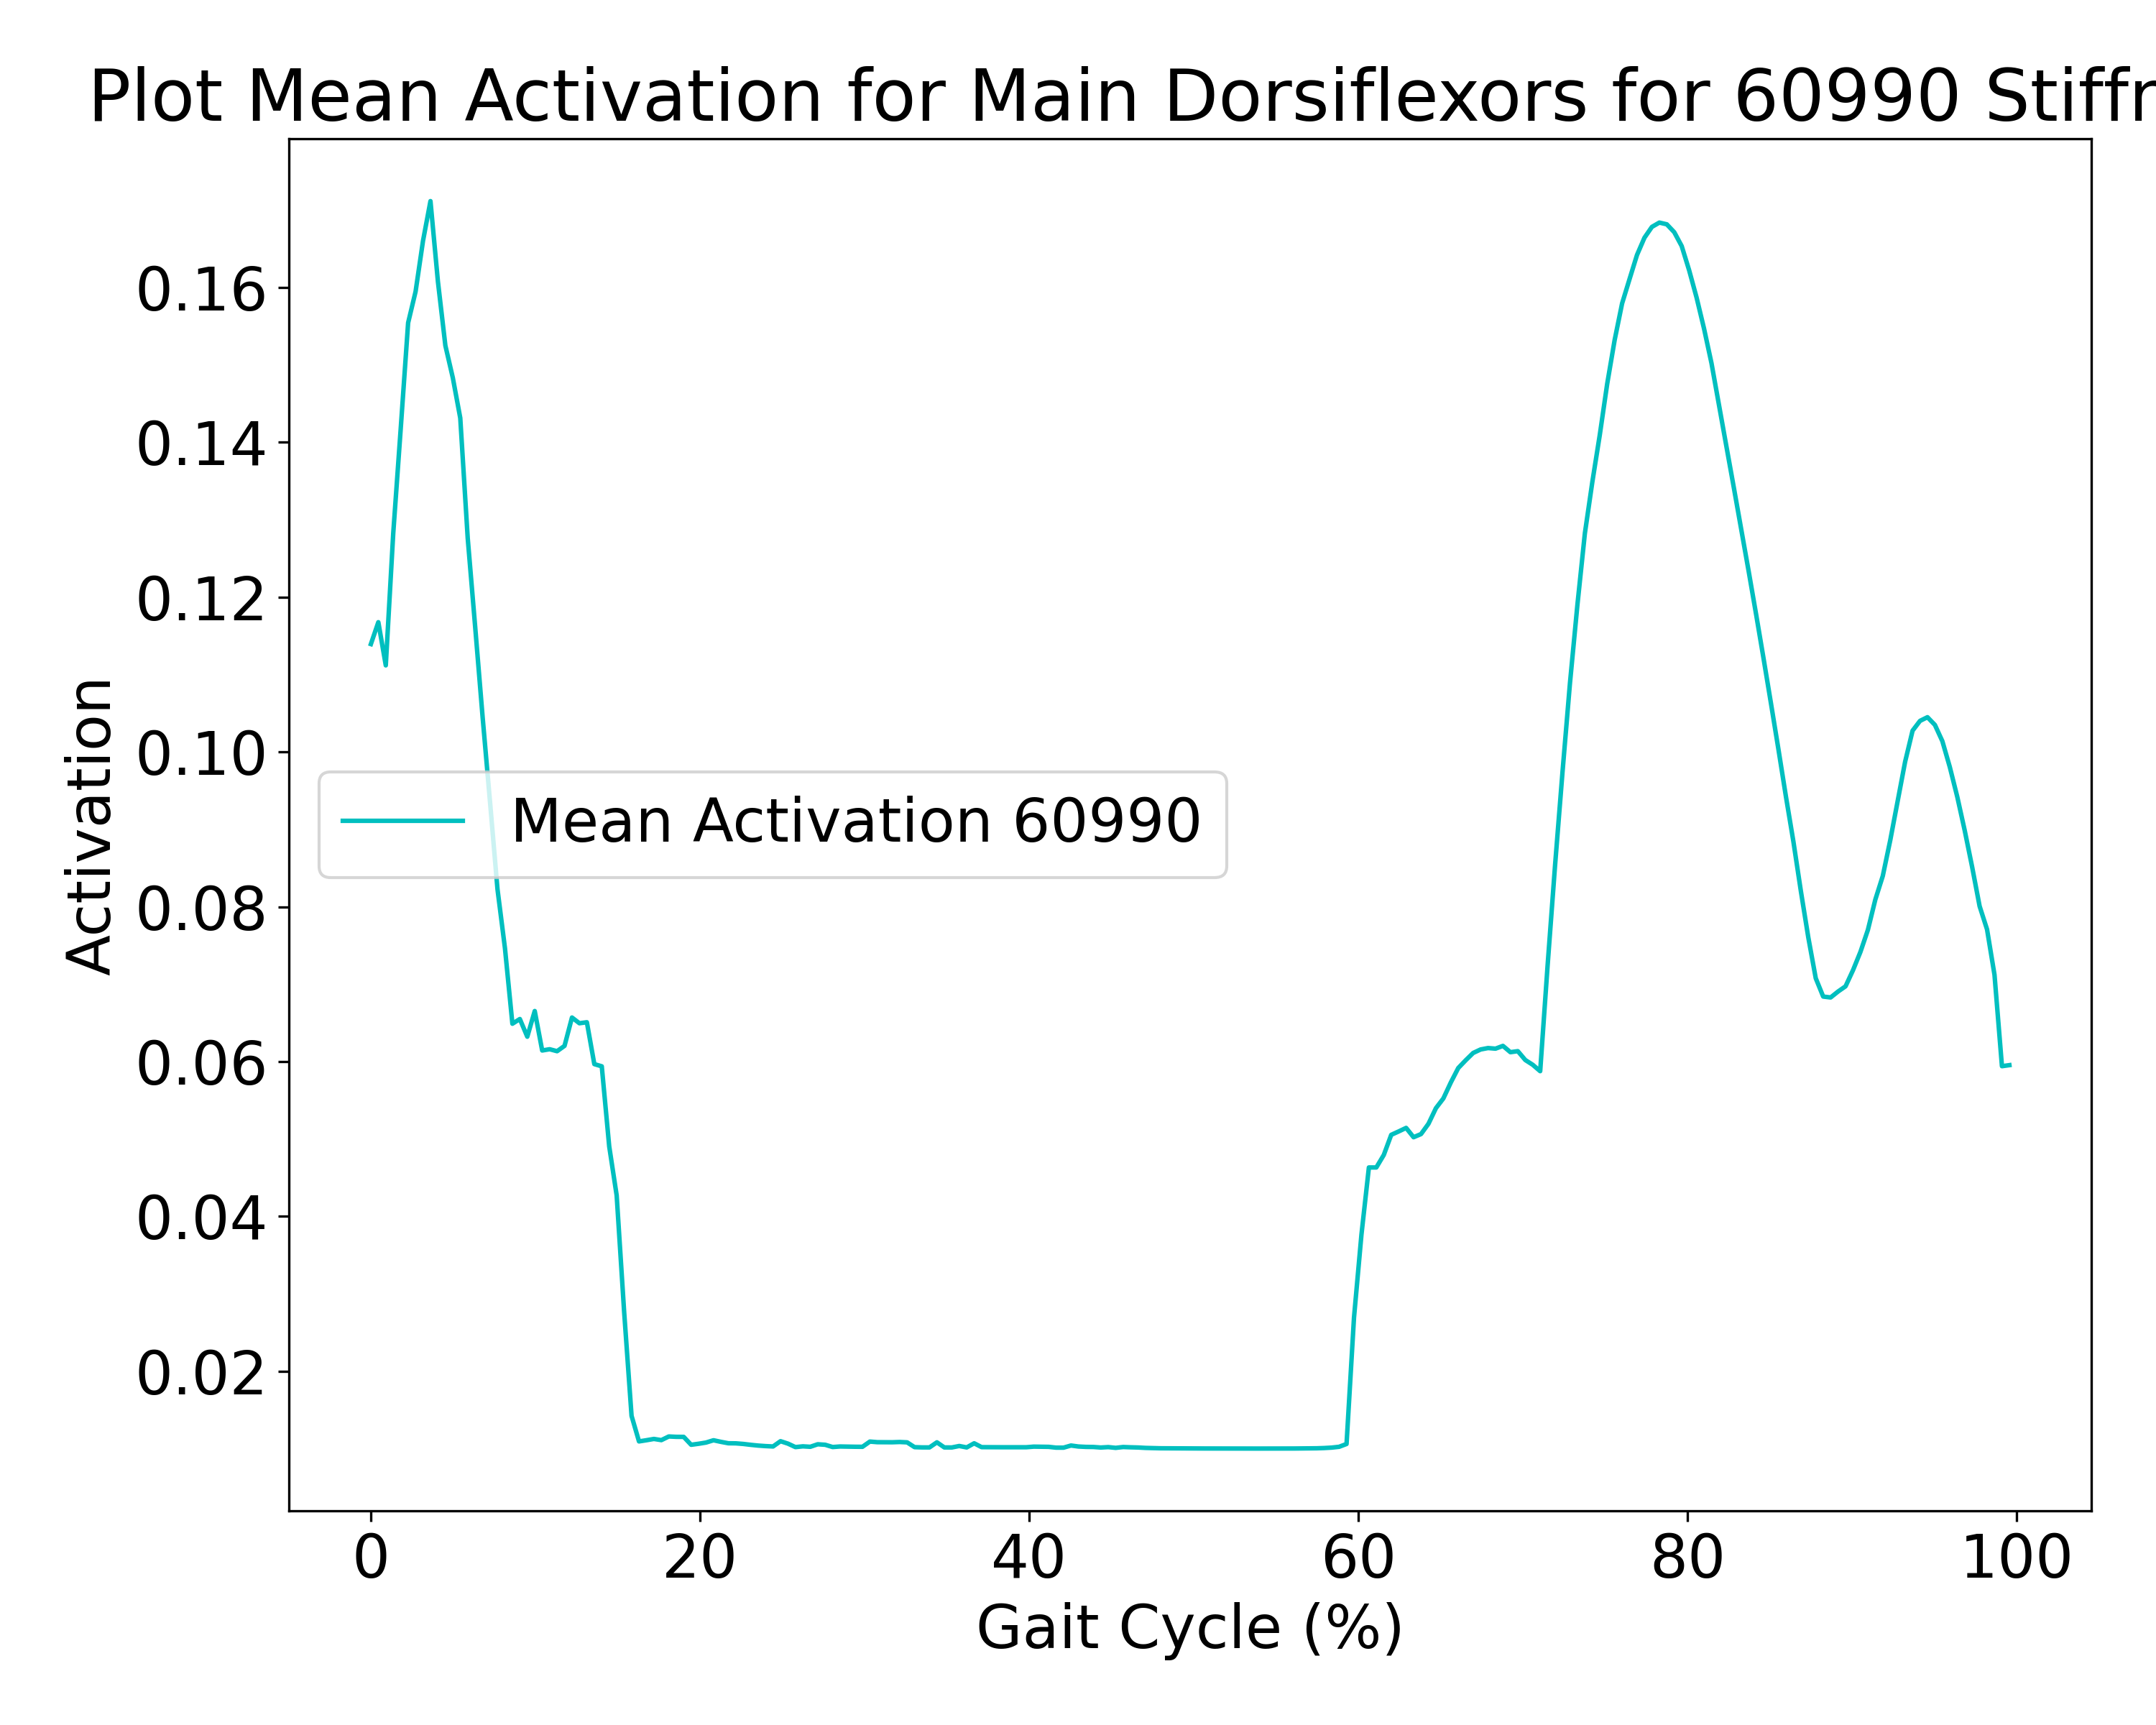 Plot Mean Activation for Main Dorsiflexors for 60990
0.16
0.14
0.12
0.10
0.08
0.06
0.04
0.02
Activation
Mean Activation 60990
0 20 40 60 80 100
Gait Cycle (%)